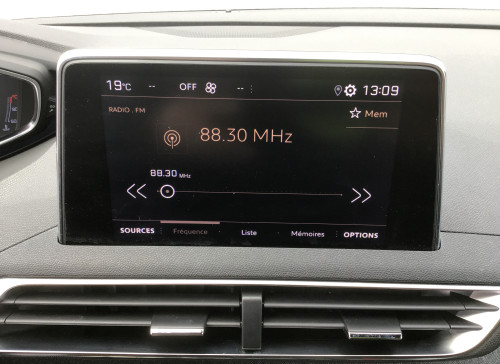 19°C -- OFF -- 13:09
RADIO . FM
Mem
88.30 MHz
88.30 MHz
SOURCES Fréquence Liste Mémoires OPTIONS